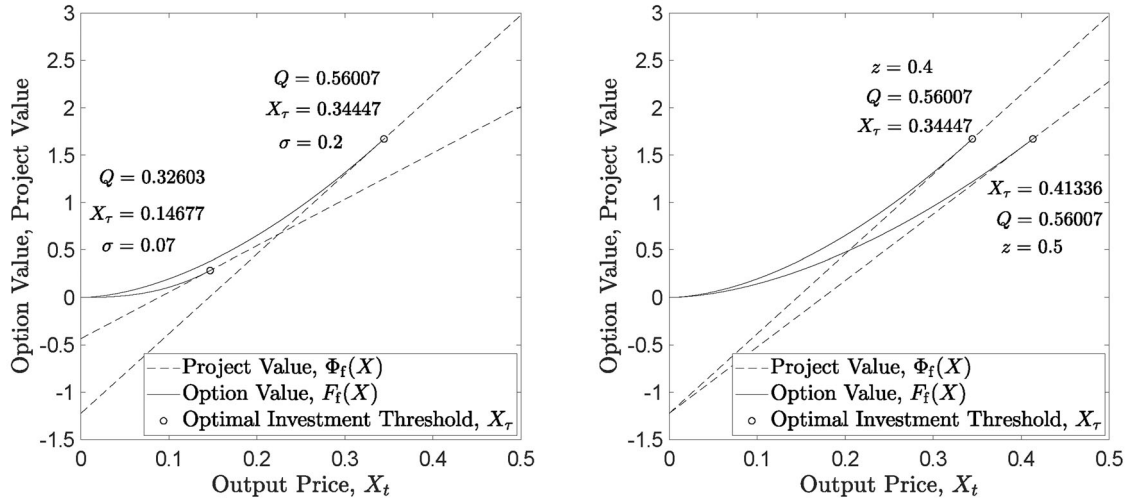 Option Value, Project Value
3
2.5
2
1.5
1
0.5
0
-0.5
-1
-1.5
Q = 0.56007
X_τ = 0.34447
σ = 0.2
Q = 0.32603
X_τ = 0.14677
σ = 0.07
Project Value, Φ_f(X)
Option Value, F_f(X)
Optimal Investment Threshold, X_τ
0 0.1 0.2 0.3 0.4 0.5
Output Price, X_t
Option Value, Project Value
3
2.5
2
1.5
1
0.5
0
-0.5
-1
-1.5
z = 0.4
Q = 0.56007
X_τ = 0.34447
X_τ = 0.41336
Q = 0.56007
z = 0.5
Project Value, Φ_f(X)
Option Value, F_f(X)
Optimal Investment Threshold, X_τ
0 0.1 0.2 0.3 0.4 0.5
Output Price, X_t